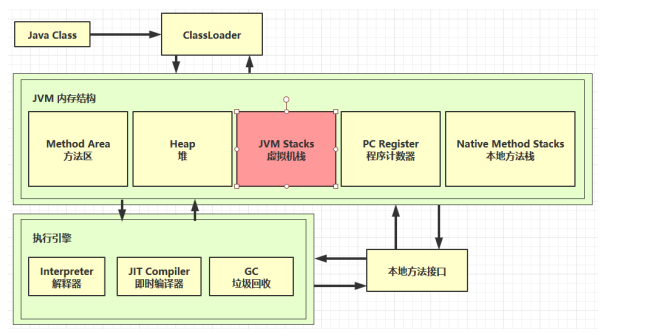 Java Class
ClassLoader
JVM 内存结构
Method Area
方法区
Heap
堆
JVM Stacks
虚拟机栈
PC Register
程序计数器
Native Method Stacks
本地方法栈
执行引擎
Interpreter
解释器
JIT Compiler
即时编译器
GC
垃圾回收
本地方法接口